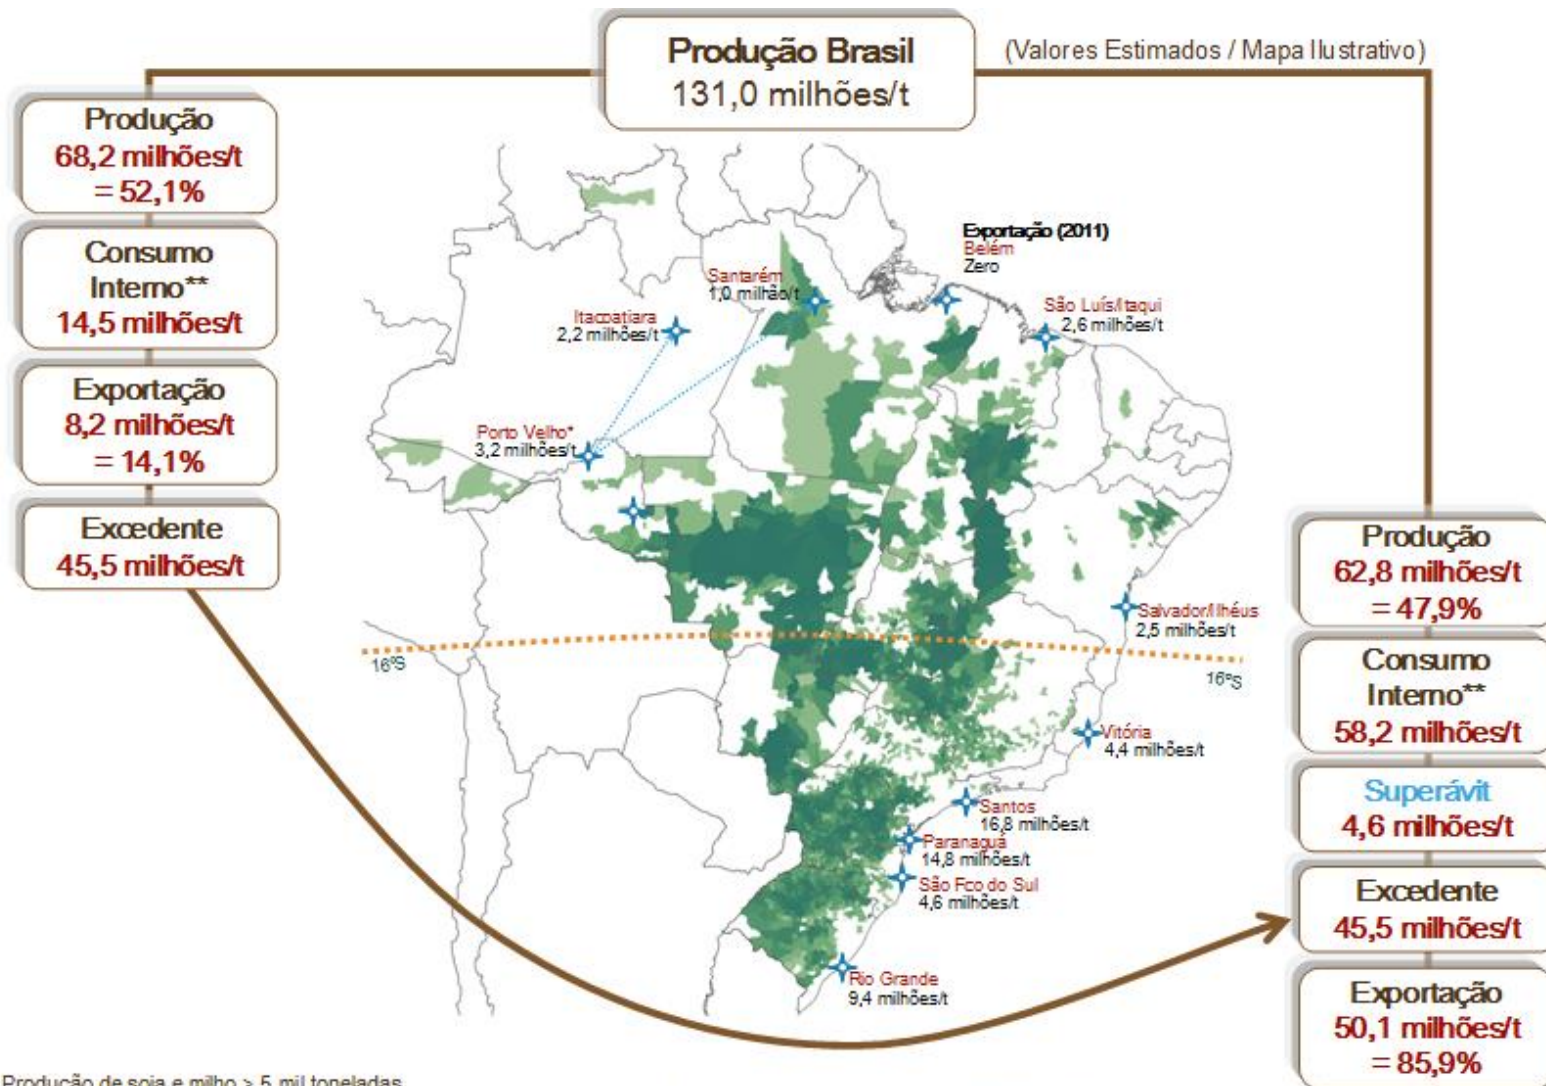 Produção Brasil
131,0 milhões/t
(Valores Estimados / Mapa Ilustrativo)
Produção
68,2 milhões/t
= 52,1%
Consumo
Interno**
14,5 milhões/t
Exportação
8,2 milhões/t
= 14,1%
Excedente
45,5 milhões/t
Exportação (2011)
Belém
Zero
Santarém
1,0 milhão/t
São Luís/Itaqui
2,6 milhões/t
Itacoatiara
2,2 milhões/t
Porto Velho*
3,2 milhões/t
Salvador/Ilhéus
2,5 milhões/t
16ºS
16ºS
Vitória
4,4 milhões/t
Santos
16,8 milhões/t
Paranaguá
14,8 milhões/t
São Fco do Sul
4,6 milhões/t
Rio Grande
9,4 milhões/t
Produção
62,8 milhões/t
= 47,9%
Consumo
Interno**
58,2 milhões/t
Superávit
4,6 milhões/t
Excedente
45,5 milhões/t
Exportação
50,1 milhões/t
= 85,9%
Produção de soja e milho > 5 mil toneladas